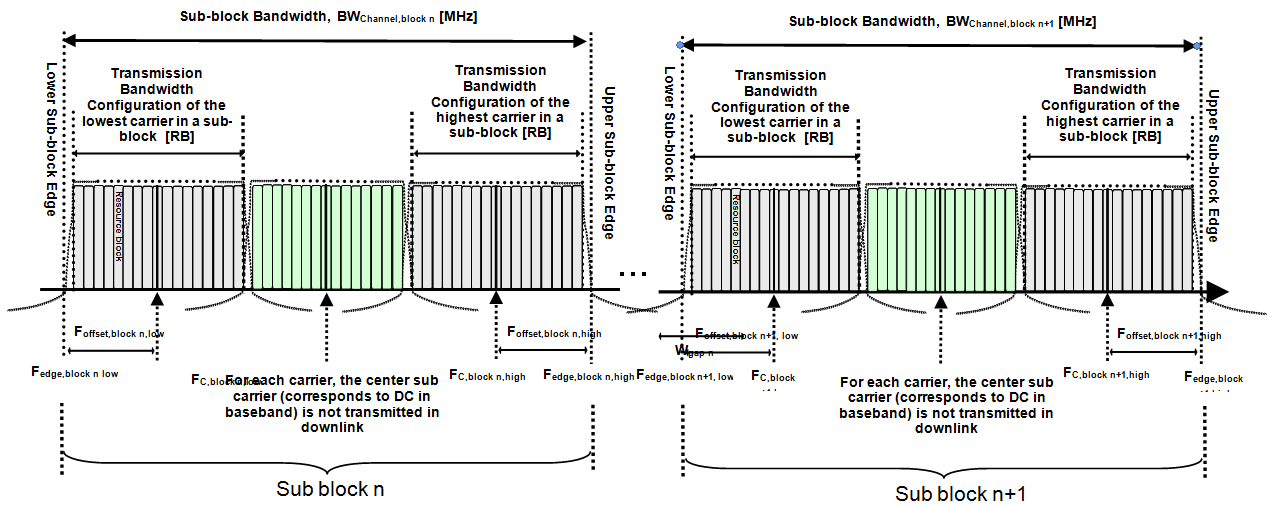 Sub-block Bandwidth, BWChannel,block n [MHz]
Lower Sub-block Edge
Transmission
Bandwidth
Configuration of the
lowest carrier in a sub-
block [RB]
Transmission
Bandwidth
Configuration of the
highest carrier in a
sub-block [RB]
Upper Sub-block Edge
Resource block
Foffset,block n,low
Foffset,block n,high
Fedge,block n low
FC,block n,low
FC,block n,high
Fedge,block n,high
For each carrier, the center sub
carrier (corresponds to DC in
baseband) is not transmitted in
downlink
Sub block n
...
Sub-block Bandwidth, BWChannel,block n+1 [MHz]
Lower Sub-block Edge
Transmission
Bandwidth
Configuration of the
lowest carrier in a
sub-block [RB]
Transmission
Bandwidth
Configuration of the
highest carrier in a
sub-block [RB]
Upper Sub-block Edge
Resource block
Foffset,block n+1, low
Wgap n
Foffset,block n+1,high
Fedge,block n+1, low
FC,block
FC,block n+1,high
Fedge,block
For each carrier, the center sub
carrier (corresponds to DC in
baseband) is not transmitted in
downlink
Sub block n+1